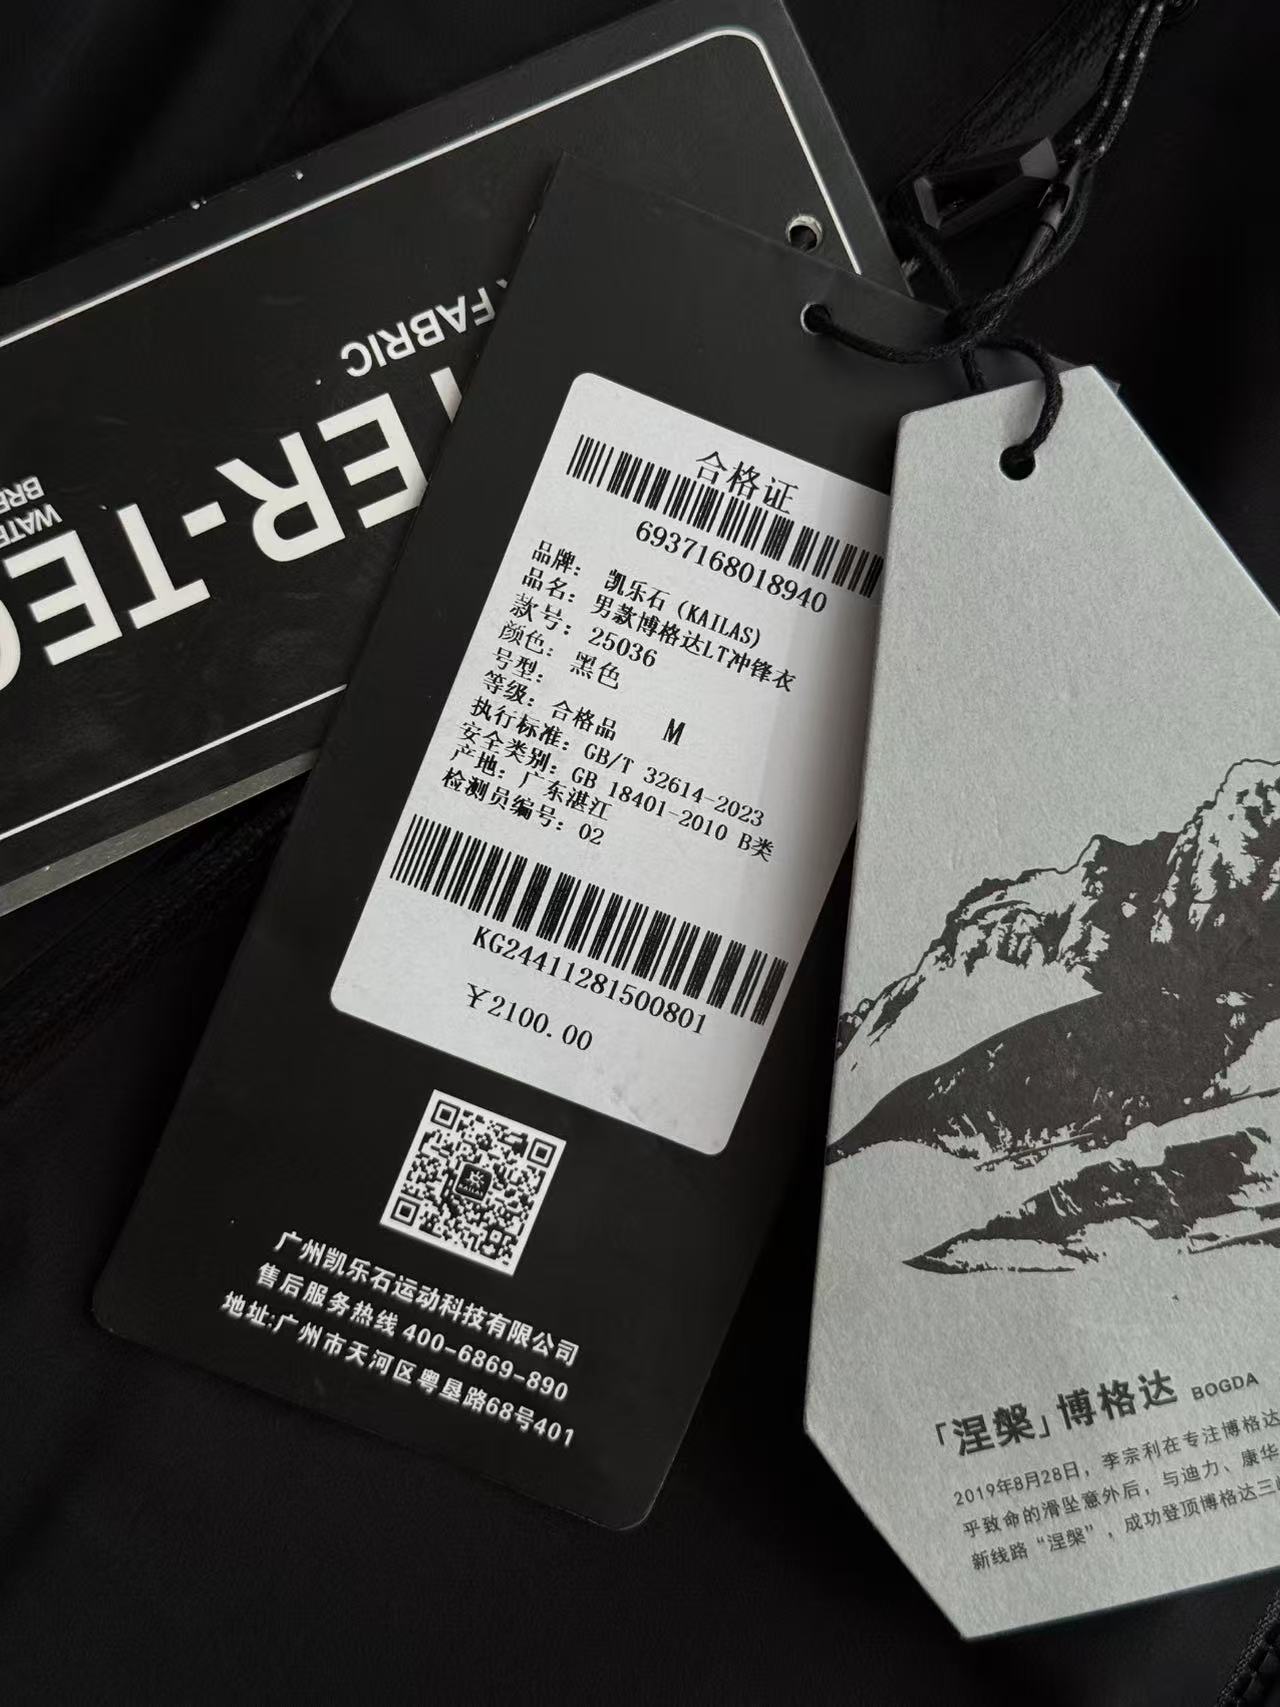 FABRIC
TER-TEC
WATE
BRE
合格证
6937168018940
品牌： 凯乐石（KAILAS）
品名： 男款博格达LT冲锋衣
款号： 25036
颜色： 黑色
号型： M
等级： 合格品
执行标准： GB/T 32614-2023
安全类别： GB 18401-2010 B类
产地： 广东湛江
检测员编号： 02
KG24411281500801
￥2100.00
广州凯乐石运动科技有限公司
售后服务热线 400-6869-890
地址:广州市天河区粤垦路68号401
「涅槃」博格达 BOGDA
2019年8月28日，李宗利在专注博格达
乎致命的滑坠意外后，与迪力、康华
新线路“涅槃”，成功登顶博格达三